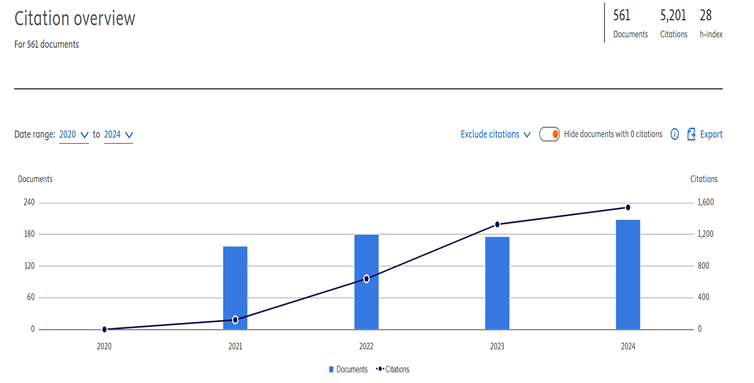 Citation overview
For 561 documents
561 5,201 28
Documents Citations h-index
Date range: 2020 to 2024
Exclude citations Hide documents with 0 citations Export
Documents Citations
240 1,600
180 1,200
120 800
60 400
0 0
2020 2021 2022 2023 2024
Documents Citations